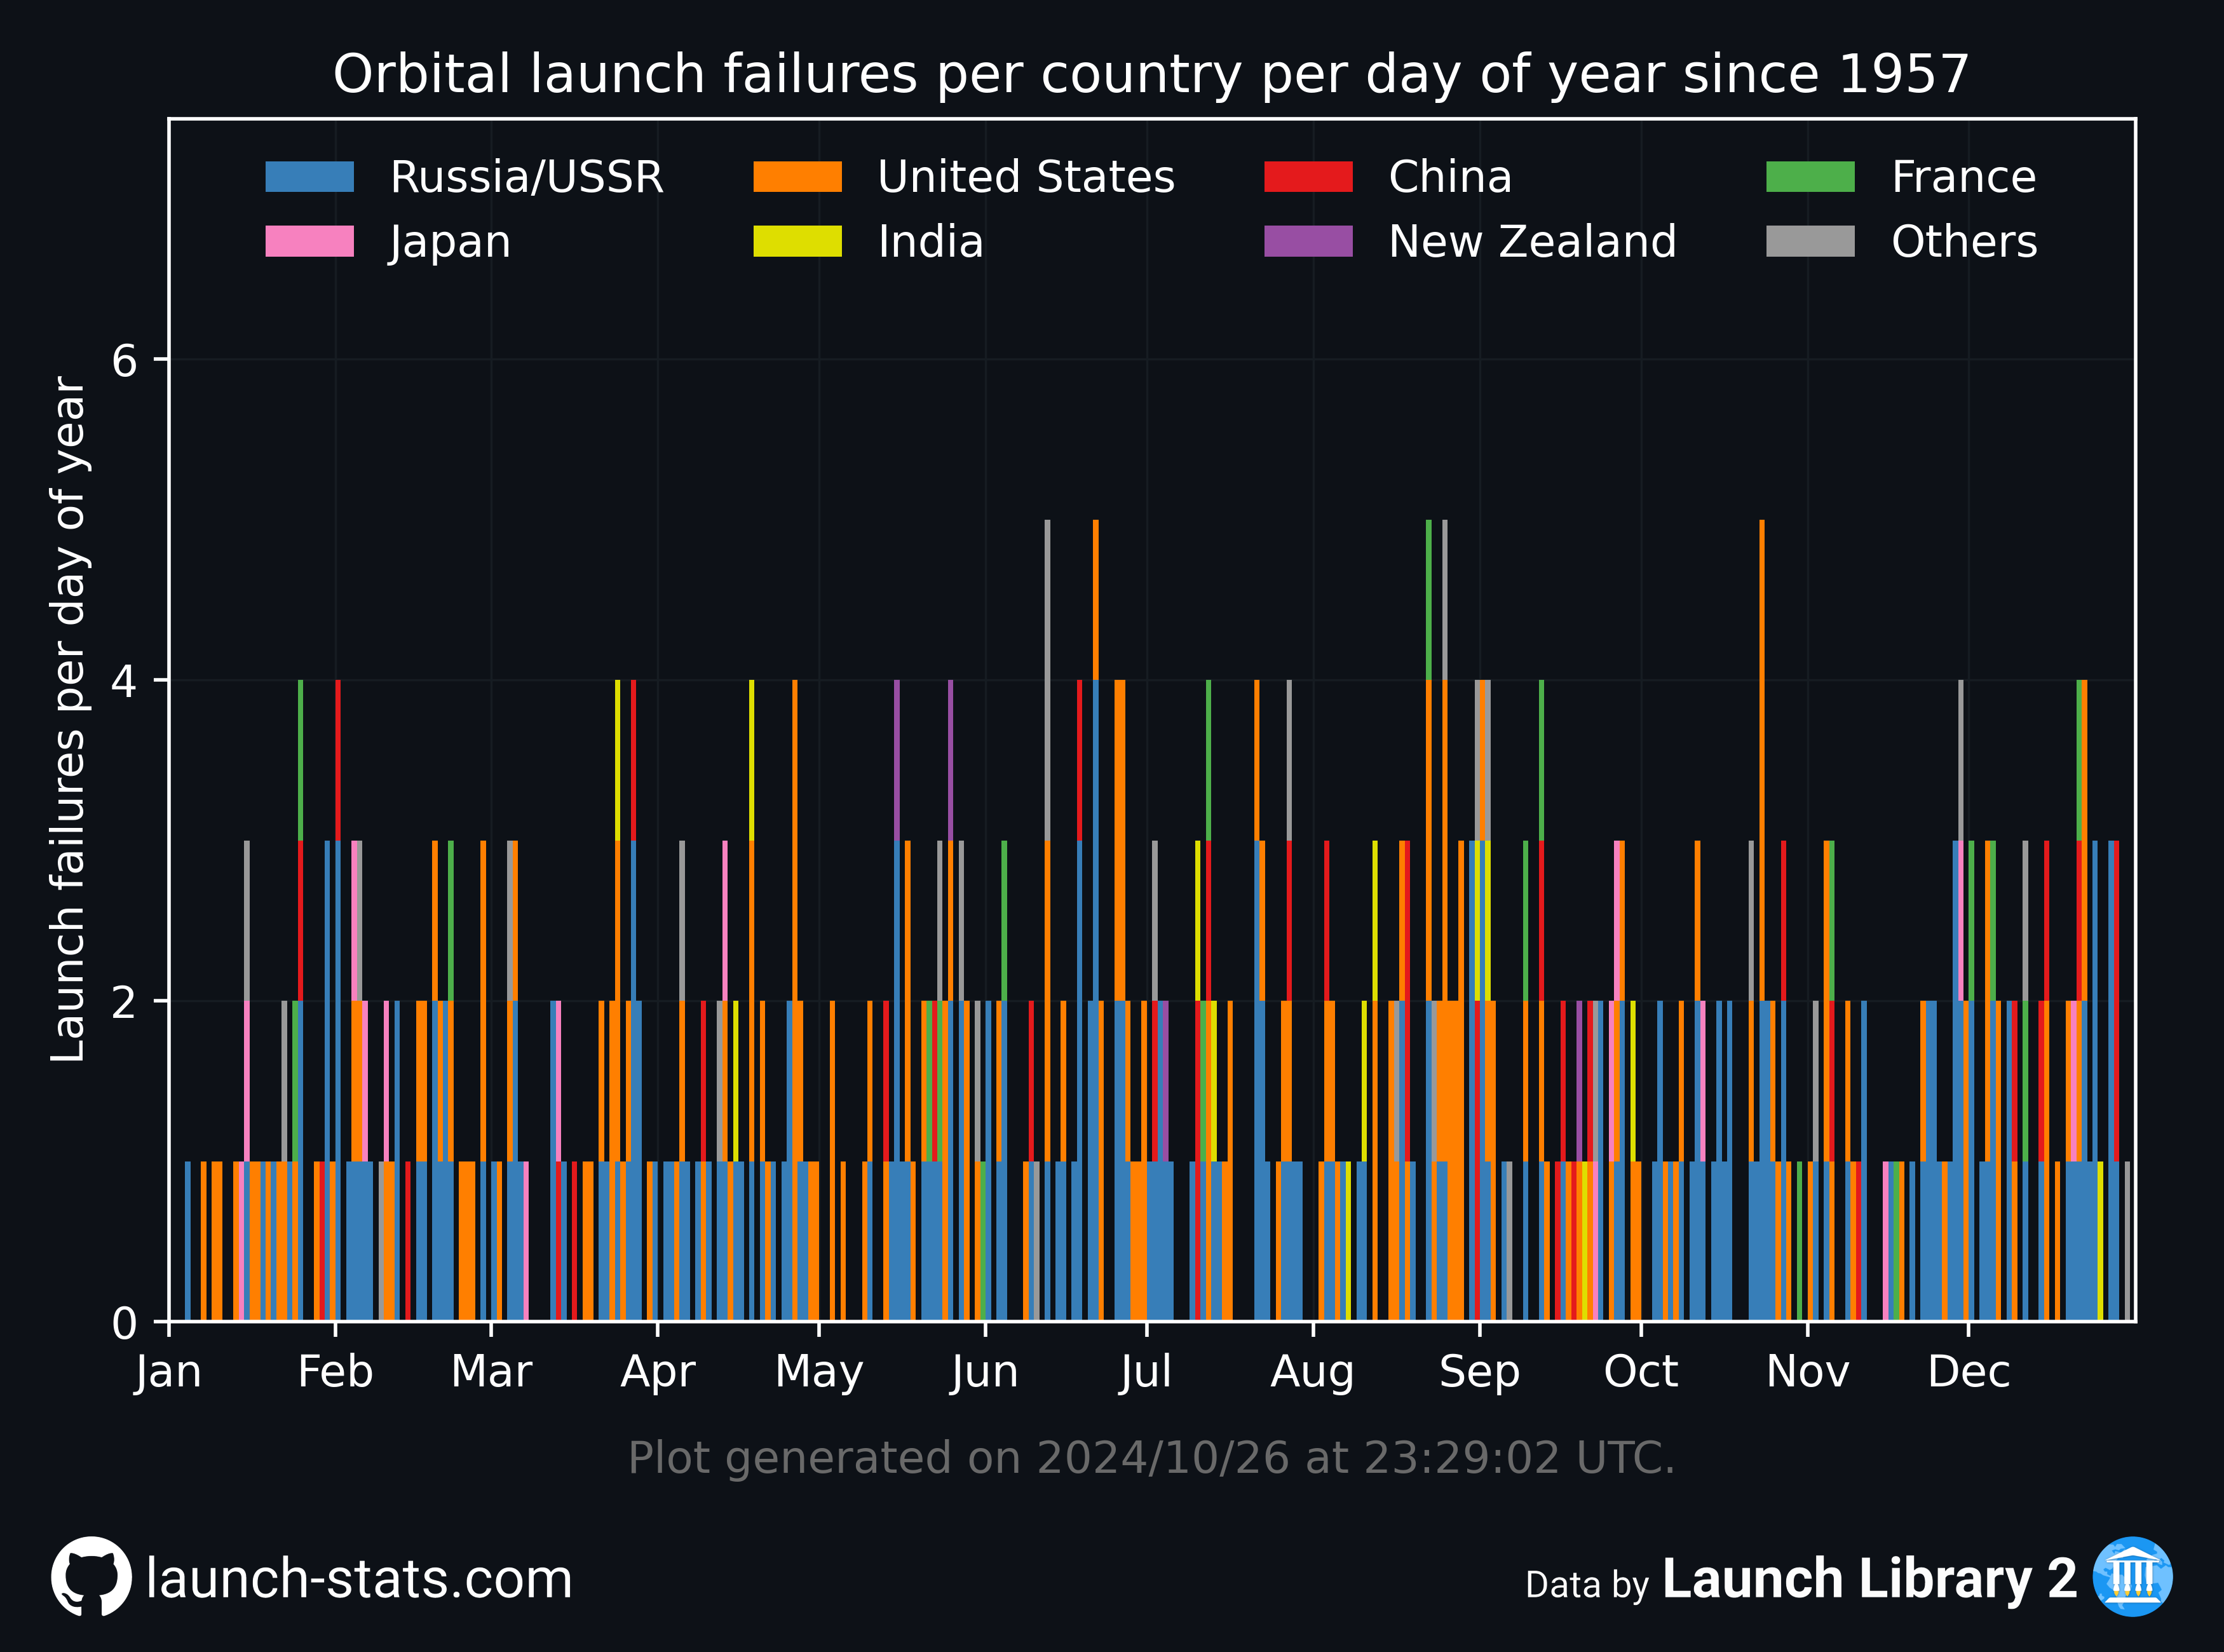 Orbital launch failures per country per day of year since 1957
Russia/USSR United States China France
Japan India New Zealand Others
Launch failures per day of year
6
4
2
0
Jan Feb Mar Apr May Jun Jul Aug Sep Oct Nov Dec
Plot generated on 2024/10/26 at 23:29:02 UTC.
launch-stats.com
Data by Launch Library 2